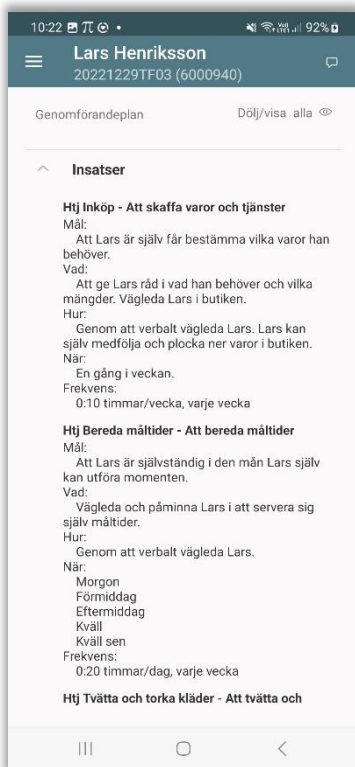 10:22 92%
Lars Henriksson
20221229TF03 (6000940)
Genomförandeplan Dölj/visa alla
Insatser
Htj Inköp - Att skaffa varor och tjänster
Mål:
Att Lars är själv får bestämma vilka varor han
behöver.
Vad:
Att ge Lars råd i vad han behöver och vilka
mängder. Vägleda Lars i butiken.
Hur:
Genom att verbalt vägleda Lars. Lars kan
själv medfölja och plocka ner varor i butiken.
När:
En gång i veckan.
Frekvens:
0:10 timmar/vecka, varje vecka
Htj Bereda måltider - Att bereda måltider
Mål:
Att Lars är självständig i den mån Lars själv
kan utföra momenten.
Vad:
Vägleda och påminna Lars i att servera sig
själv måltider.
Hur:
Genom att verbalt vägleda Lars.
När:
Morgon
Förmiddag
Eftermiddag
Kväll
Kväll sen
Frekvens:
0:20 timmar/dag, varje vecka
Htj Tvätta och torka kläder - Att tvätta och